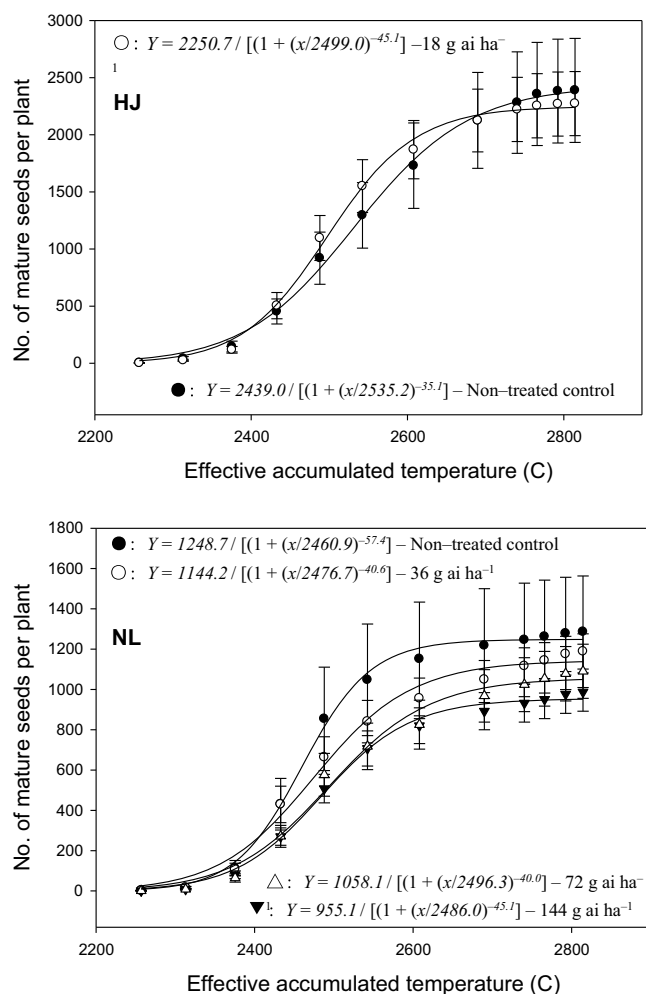 ○ : Y = 2250.7 / [(1 + (x/2499.0)–45.1] –18 g ai ha–
1
HJ
3000
2500
2000
1500
1000
500
0
No. of mature seeds per plant
● : Y = 2439.0 / [(1 + (x/2535.2)–35.1] – Non–treated control
2200 2400 2600 2800
Effective accumulated temperature (C)
1800
1600
1400
1200
1000
800
600
400
200
0
No. of mature seeds per plant
● : Y = 1248.7 / [(1 + (x/2460.9)–57.4] – Non–treated control
○ : Y = 1144.2 / [(1 + (x/2476.7)–40.6] – 36 g ai ha–1
NL
△ : Y = 1058.1 / [(1 + (x/2496.3)–40.0] – 72 g ai ha–
▼ 1: Y = 955.1 / [(1 + (x/2486.0)–45.1] – 144 g ai ha–1
2200 2400 2600 2800
Effective accumulated temperature (C)